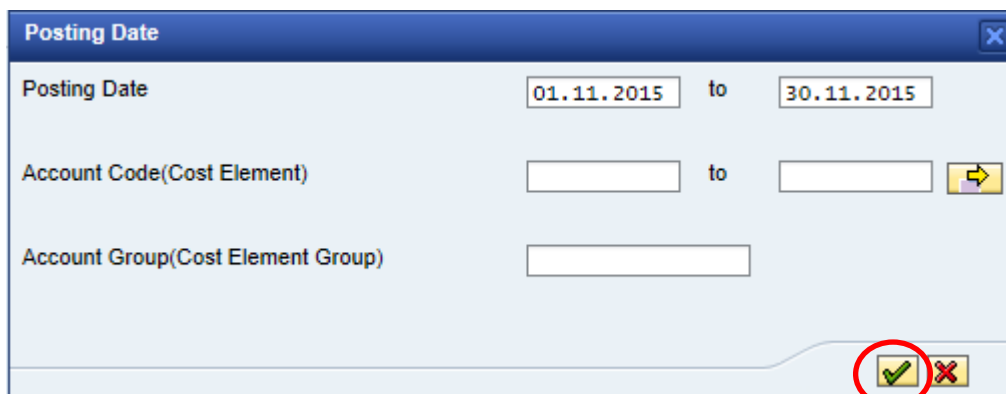 Posting Date
Posting Date 01.11.2015 to 30.11.2015
Account Code(Cost Element) to
Account Group(Cost Element Group)